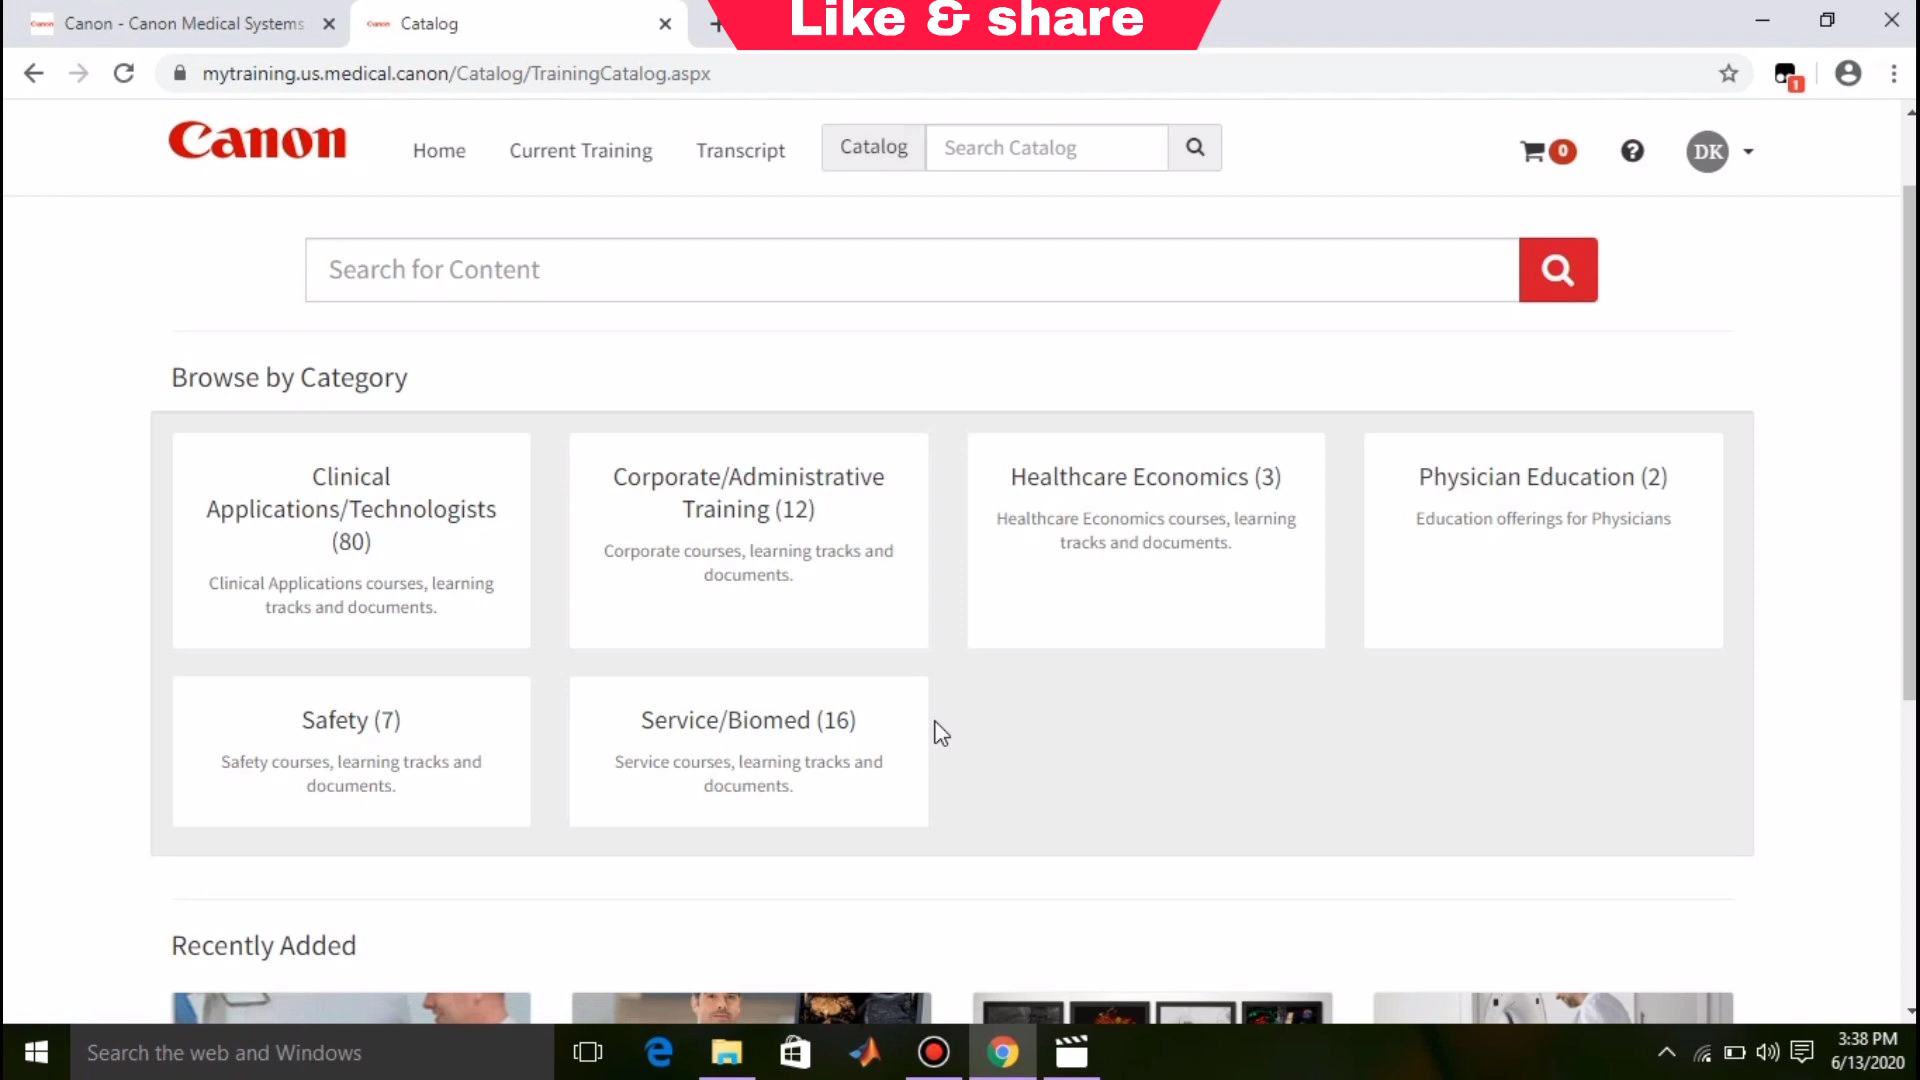 Like & share
Canon - Canon Medical Systems
Catalog
mytraining.us.medical.canon/Catalog/TrainingCatalog.aspx
1
Canon
Home
Current Training
Transcript
Catalog
Search Catalog
0
DK
Search for Content
Browse by Category
Clinical
Applications/Technologists
(80)
Clinical Applications courses, learning
tracks and documents.
Corporate/Administrative
Training (12)
Corporate courses, learning tracks and
documents.
Healthcare Economics (3)
Healthcare Economics courses, learning
tracks and documents.
Physician Education (2)
Education offerings for Physicians
Safety (7)
Safety courses, learning tracks and
documents.
Service/Biomed (16)
Service courses, learning tracks and
documents.
Recently Added
Search the web and Windows
3:38 PM
6/13/2020